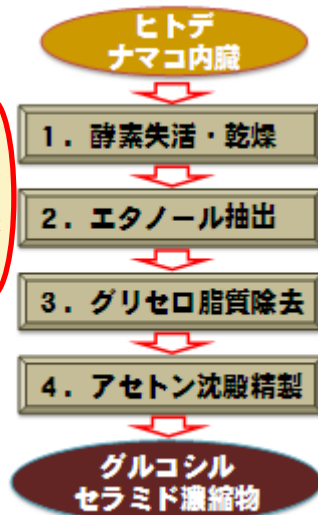 ヒトデ
ナマコ内臓
1．酵素失活・乾燥
2．エタノール抽出
3．グリセロ脂質除去
4．アセトン沈殿精製
グルコシル
セラミド濃縮物